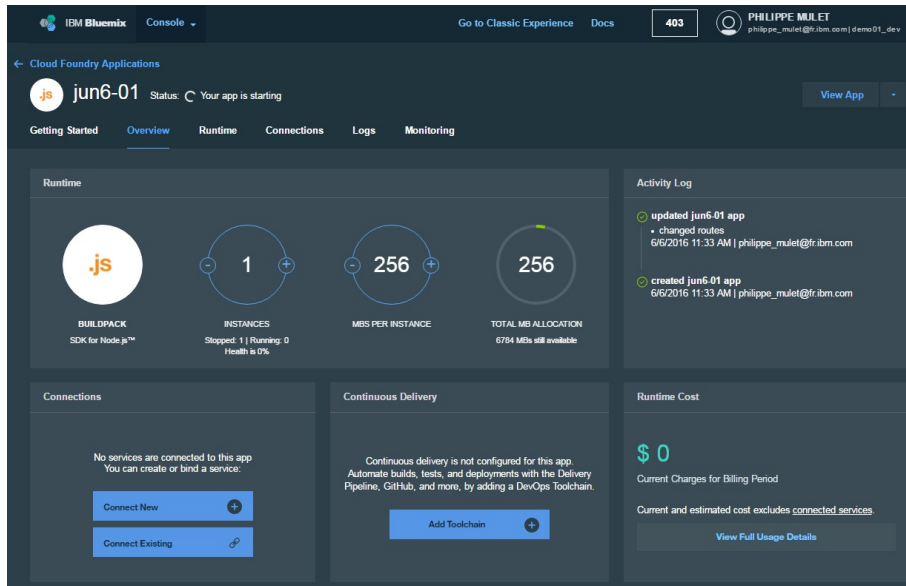 IBM Bluemix Console Go to Classic Experience Docs 403 PHILIPPE MULET
philippe_mulet@fr.ibm.com | demo01_dev
← Cloud Foundry Applications
.js jun6-01 Status: Your app is starting View App
Getting Started Overview Runtime Connections Logs Monitoring
Runtime
.js
BUILDPACK
SDK for Node.js™
- 1 +
INSTANCES
Stopped: 1 | Running: 0
Health is 0%
- 256 +
MBS PER INSTANCE
256
TOTAL MB ALLOCATION
6784 MBs still available
Activity Log
updated jun6-01 app
• changed routes
6/6/2016 11:33 AM | philippe_mulet@fr.ibm.com
created jun6-01 app
6/6/2016 11:33 AM | philippe_mulet@fr.ibm.com
Connections
No services are connected to this app
You can create or bind a service:
Connect New +
Connect Existing
Continuous Delivery
Continuous delivery is not configured for this app.
Automate builds, tests, and deployments with the Delivery
Pipeline, GitHub, and more, by adding a DevOps Toolchain.
Add Toolchain +
Runtime Cost
$ 0
Current Charges for Billing Period
Current and estimated cost excludes connected services.
View Full Usage Details